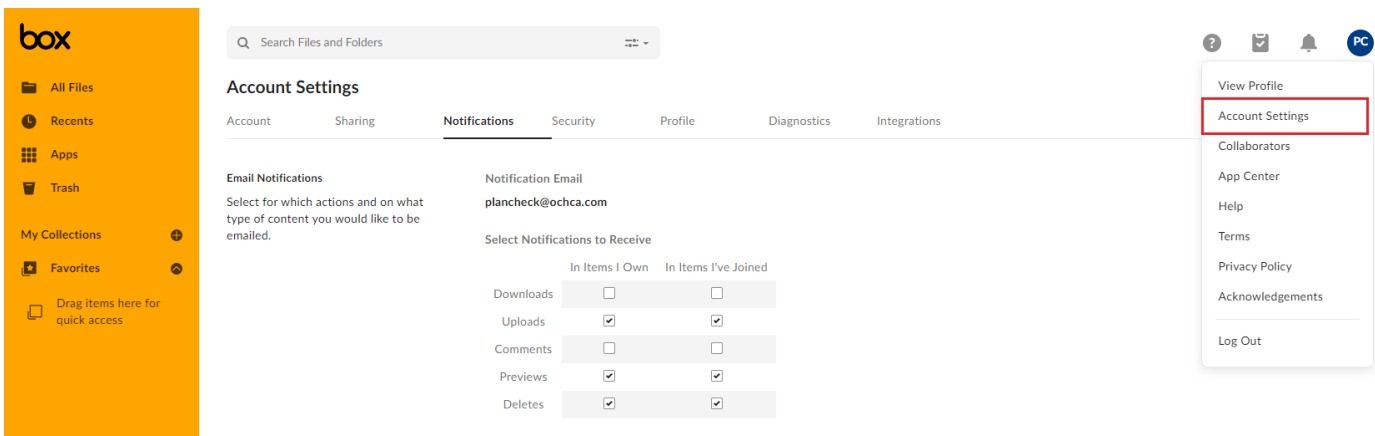 box
All Files
Recents
Apps
Trash
My Collections
Favorites
Drag items here for
quick access
Search Files and Folders
Account Settings
Account Sharing Notifications Security Profile Diagnostics Integrations
Email Notifications
Select for which actions and on what
type of content you would like to be
emailed.
Notification Email
plancheck@ochca.com
Select Notifications to Receive
In Items I Own In Items I've Joined
Downloads
Uploads
Comments
Previews
Deletes
? PC
View Profile
Account Settings
Collaborators
App Center
Help
Terms
Privacy Policy
Acknowledgements
Log Out